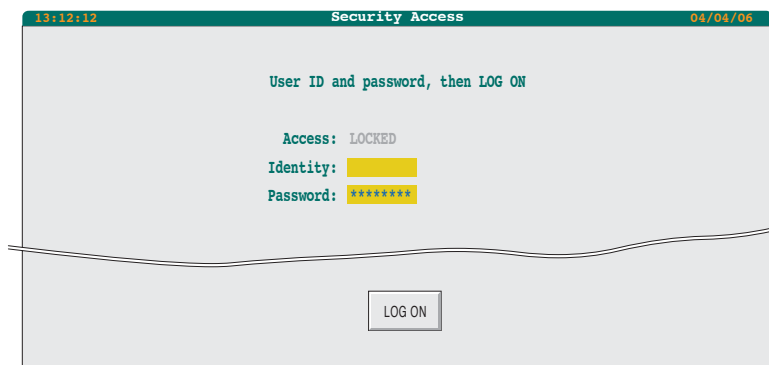 13:12:12 Security Access 04/04/06
User ID and password, then LOG ON
Access: LOCKED
Identity:
Password: ********
LOG ON